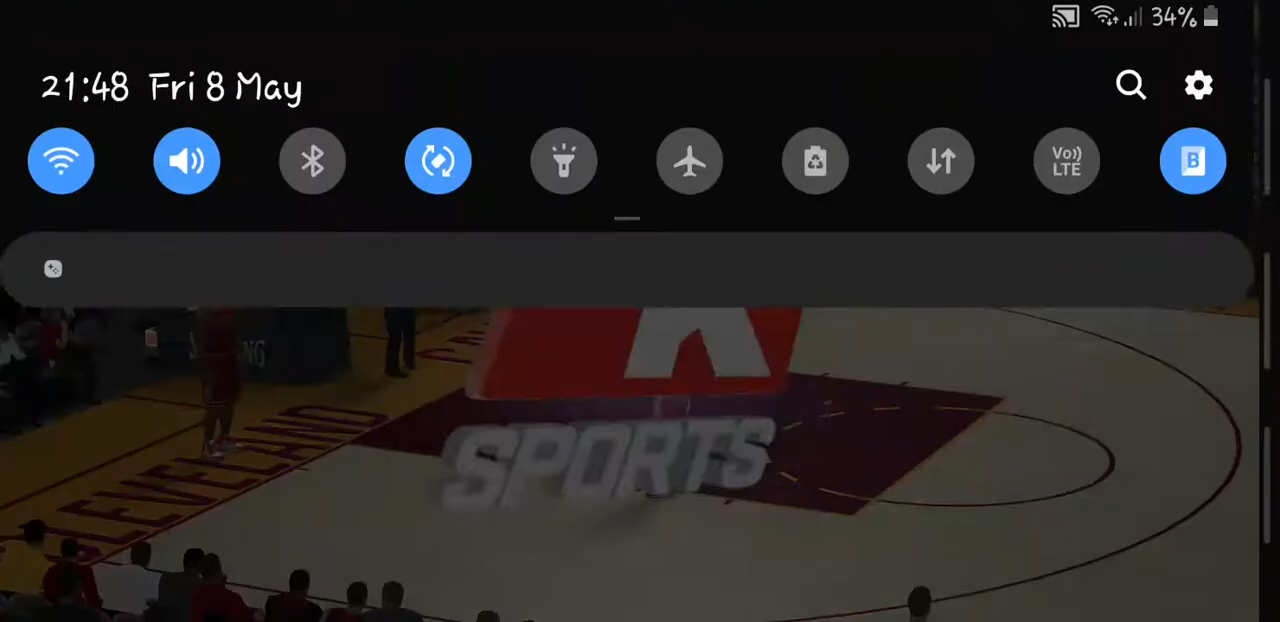 34%
21:48 Fri 8 May
Vo))
LTE
B
K
SPORTS
CLEVELAND